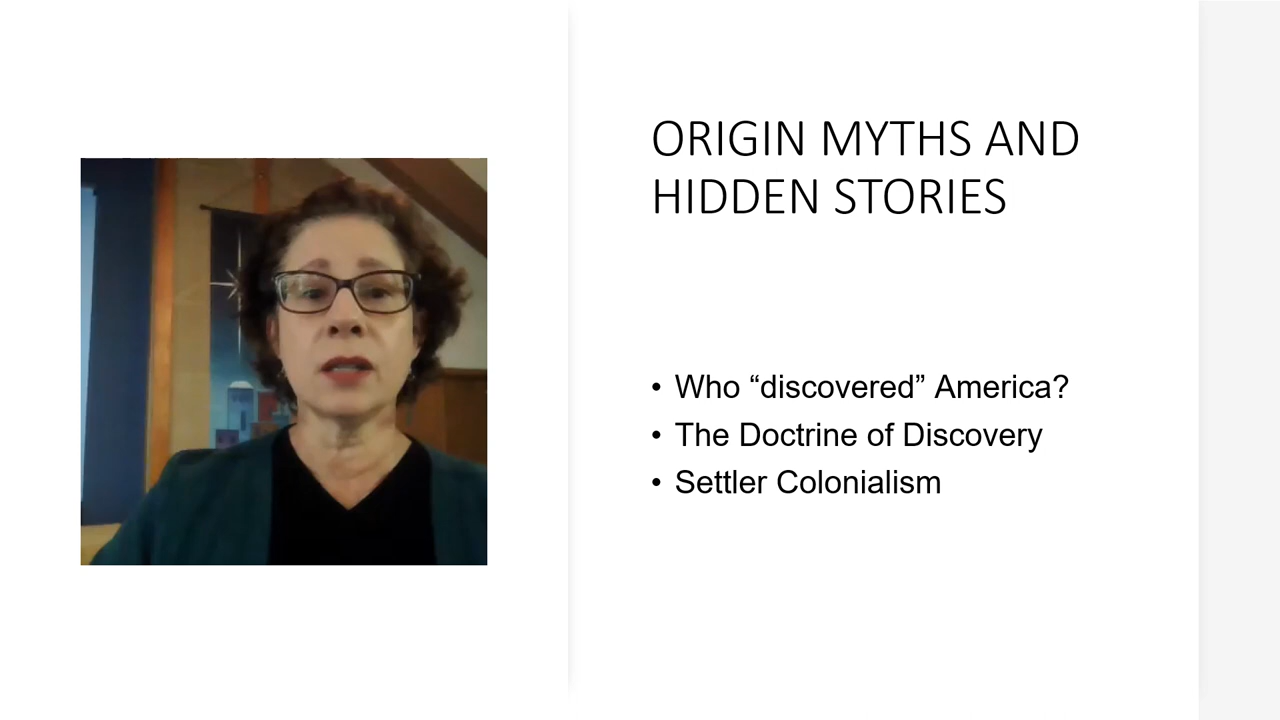 ORIGIN MYTHS AND
HIDDEN STORIES
• Who “discovered” America?
• The Doctrine of Discovery
• Settler Colonialism